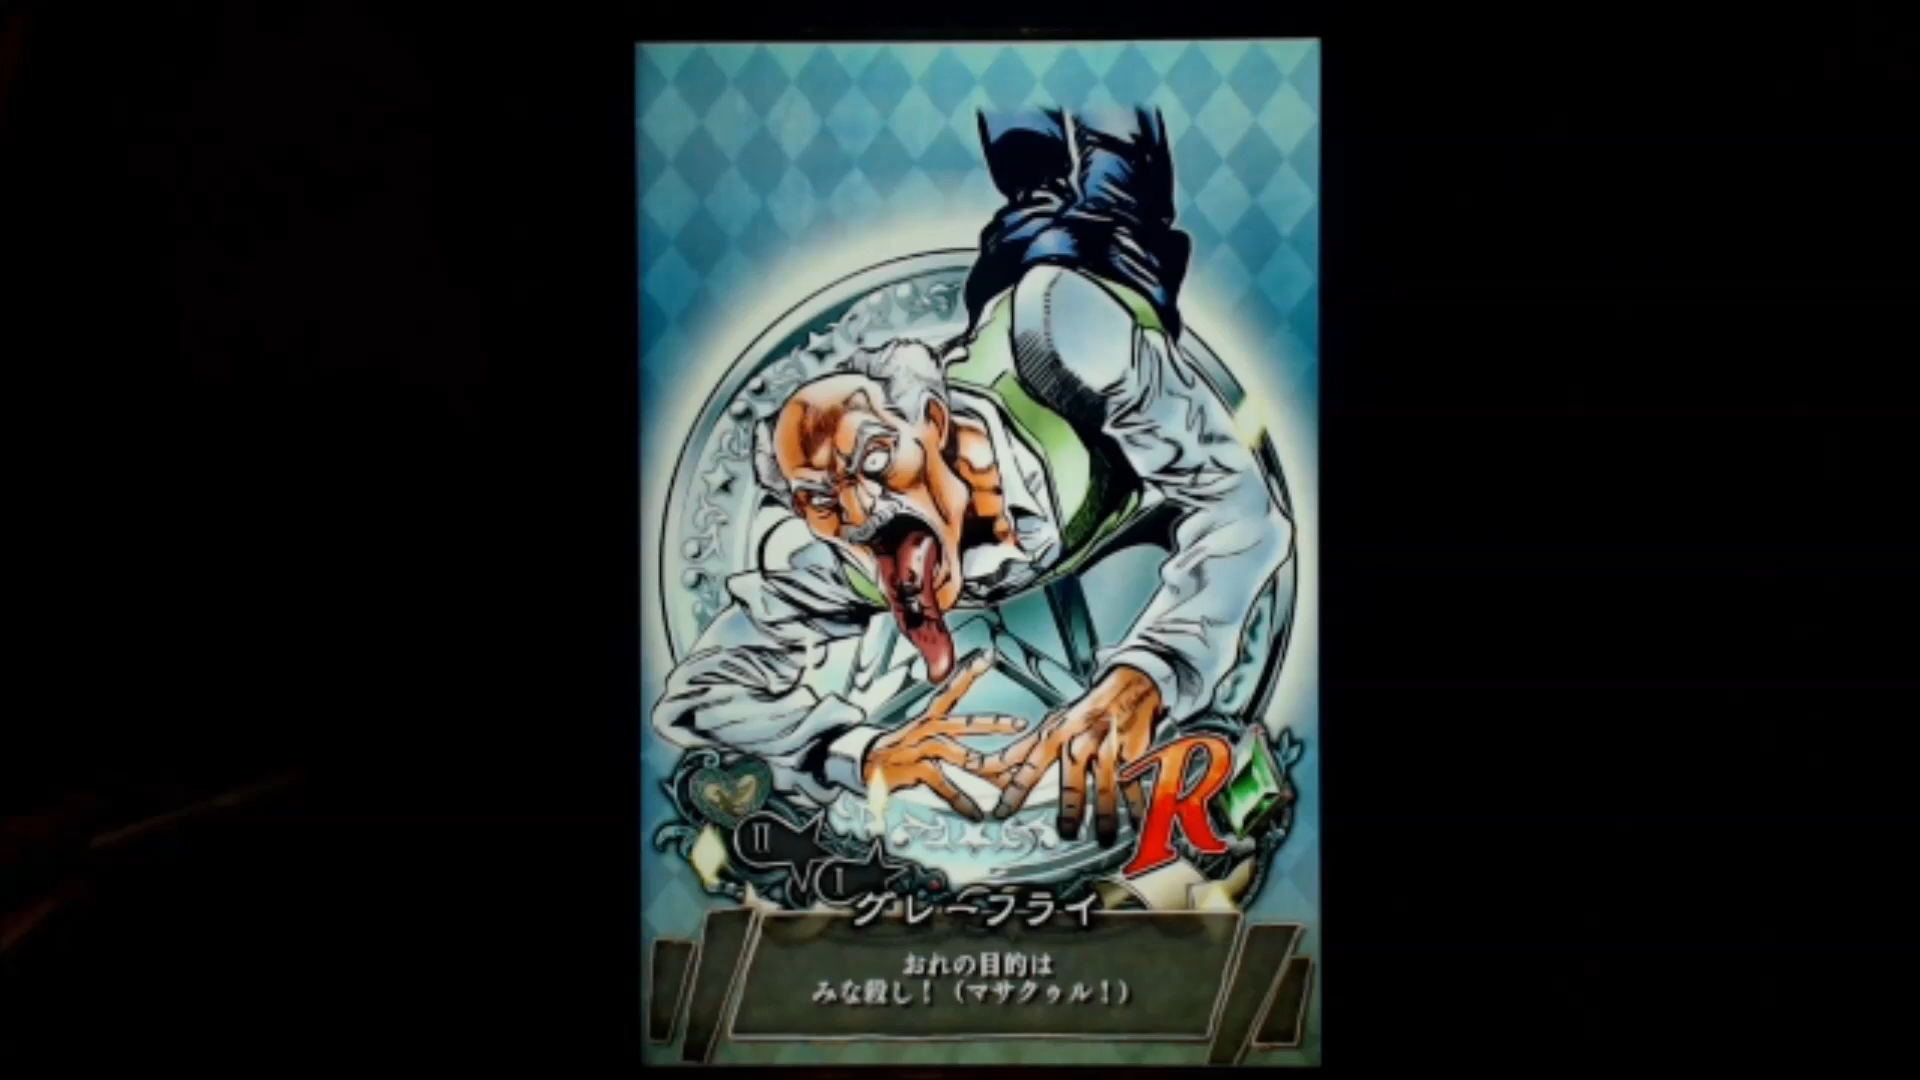 R
II
I
グレーフライ
おれの目的は
みな殺し！（マサクゥル！）